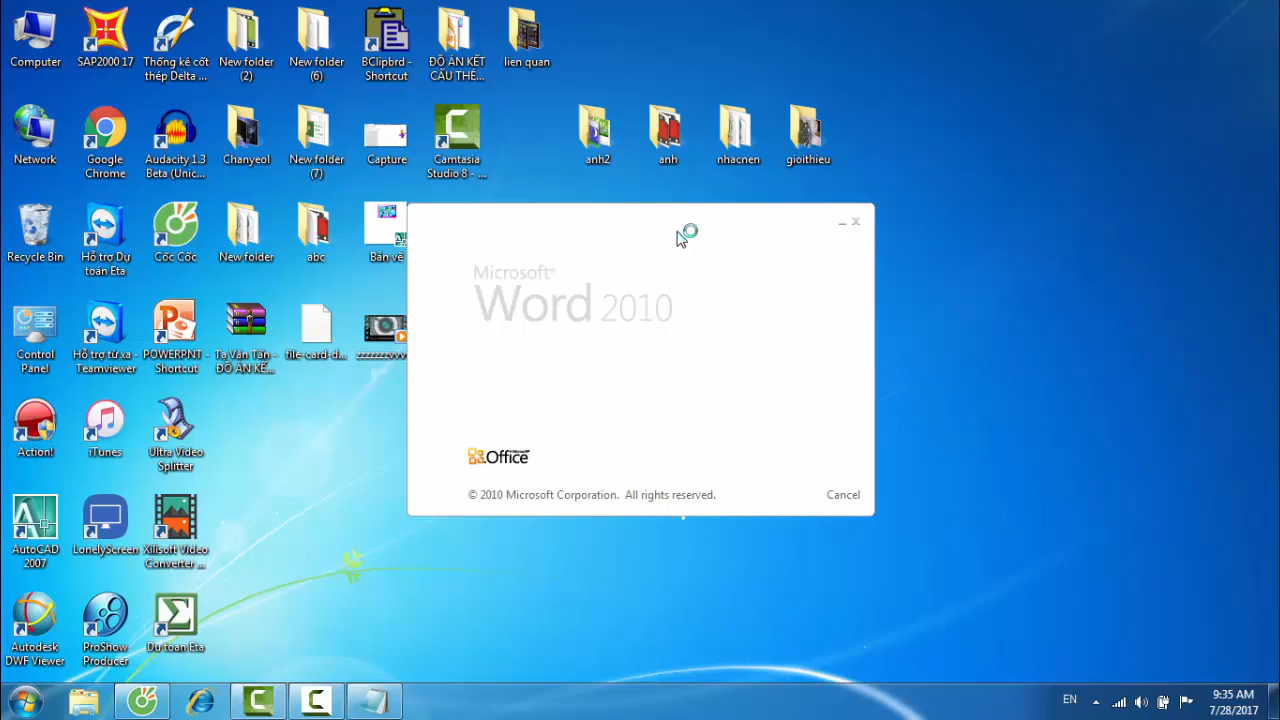 Computer
SAP2000 17
Thống kê cốt
thép Delta ...
New folder
(2)
New folder
(6)
BClipbrd -
Shortcut
ĐỒ ÁN KẾT
CẤU THÉ...
lien quan
Network
Google
Chrome
Audacity 1.3
Beta (Unic...
Chanyeol
New folder
(7)
Capture
Camtasia
Studio 8 - ...
anh2
anh
nhacnen
gioithieu
Recycle Bin
Hỗ trợ Dự
toán Eta
Cốc Cốc
New folder
abc
Bản vẽ
Control
Panel
Hỗ trợ từ xa -
Teamviewer
POWERPNT -
Shortcut
Tạ Văn Tấn -
ĐỒ ÁN KẾ...
file-card-d...
Microsoft®
Word 2010
Action!
iTunes
Ultra Video
Splitter
Microsoft®
Office
© 2010 Microsoft Corporation. All rights reserved.
Cancel
AutoCAD
2007
LonelyScreen
Xilisoft Video
Converter ...
Autodesk
DWF Viewer
ProShow
Producer
Dự toán Eta
EN
9:35 AM
7/28/2017